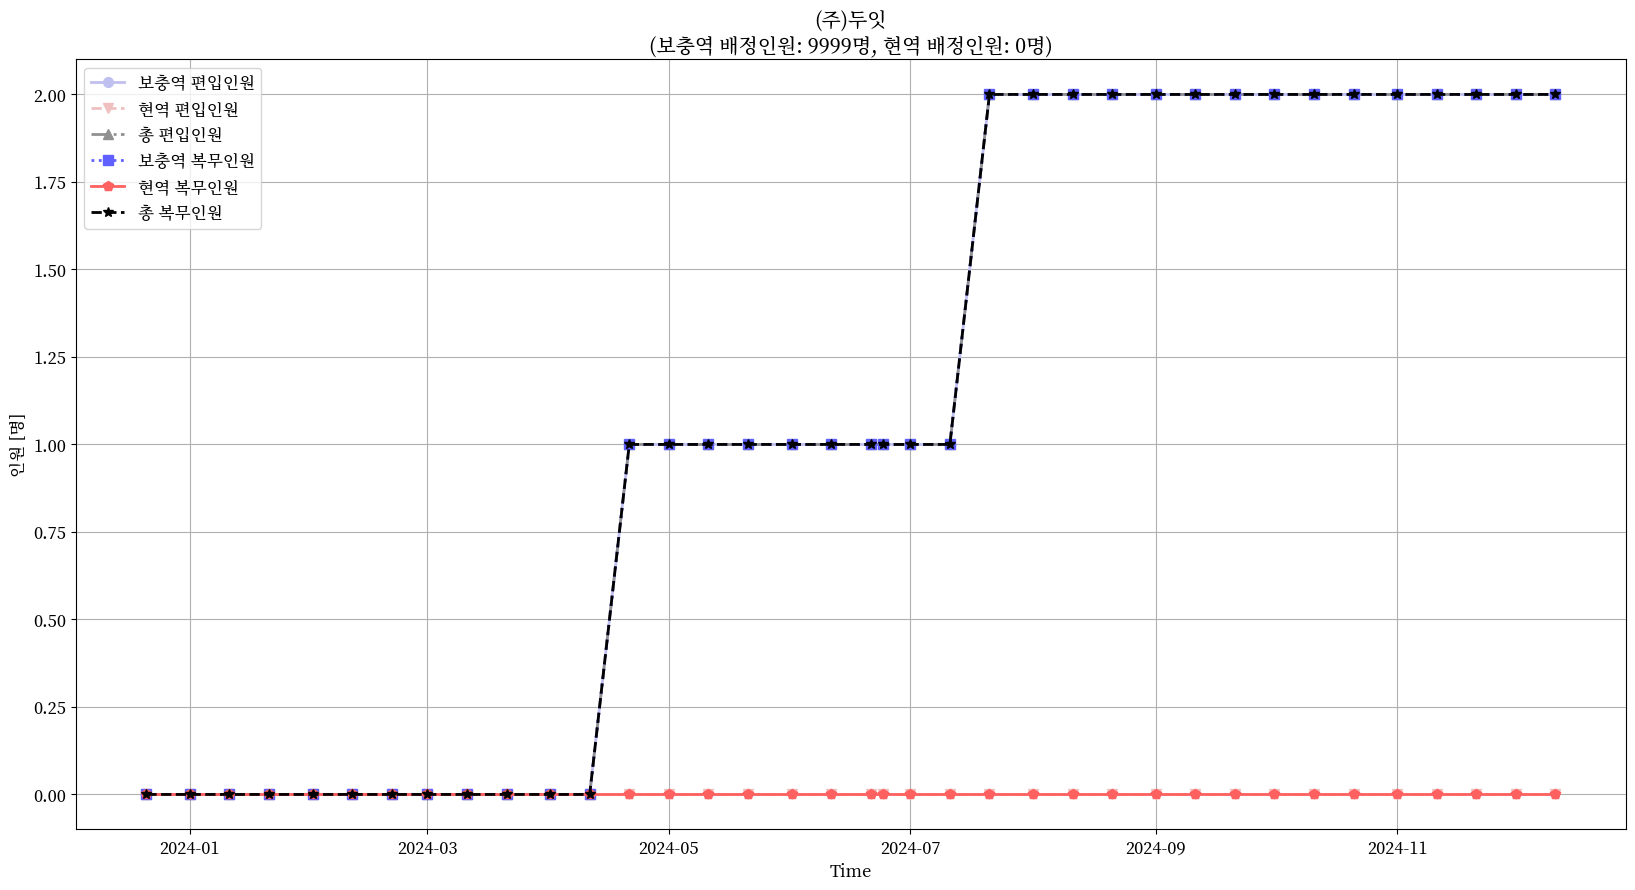 (주)두잇
(보충역 배정인원: 9999명, 현역 배정인원: 0명)
보충역 편입인원
현역 편입인원
총 편입인원
보충역 복무인원
현역 복무인원
총 복무인원
인원 [명]
2.00
1.75
1.50
1.25
1.00
0.75
0.50
0.25
0.00
2024-01
2024-03
2024-05
2024-07
2024-09
2024-11
Time